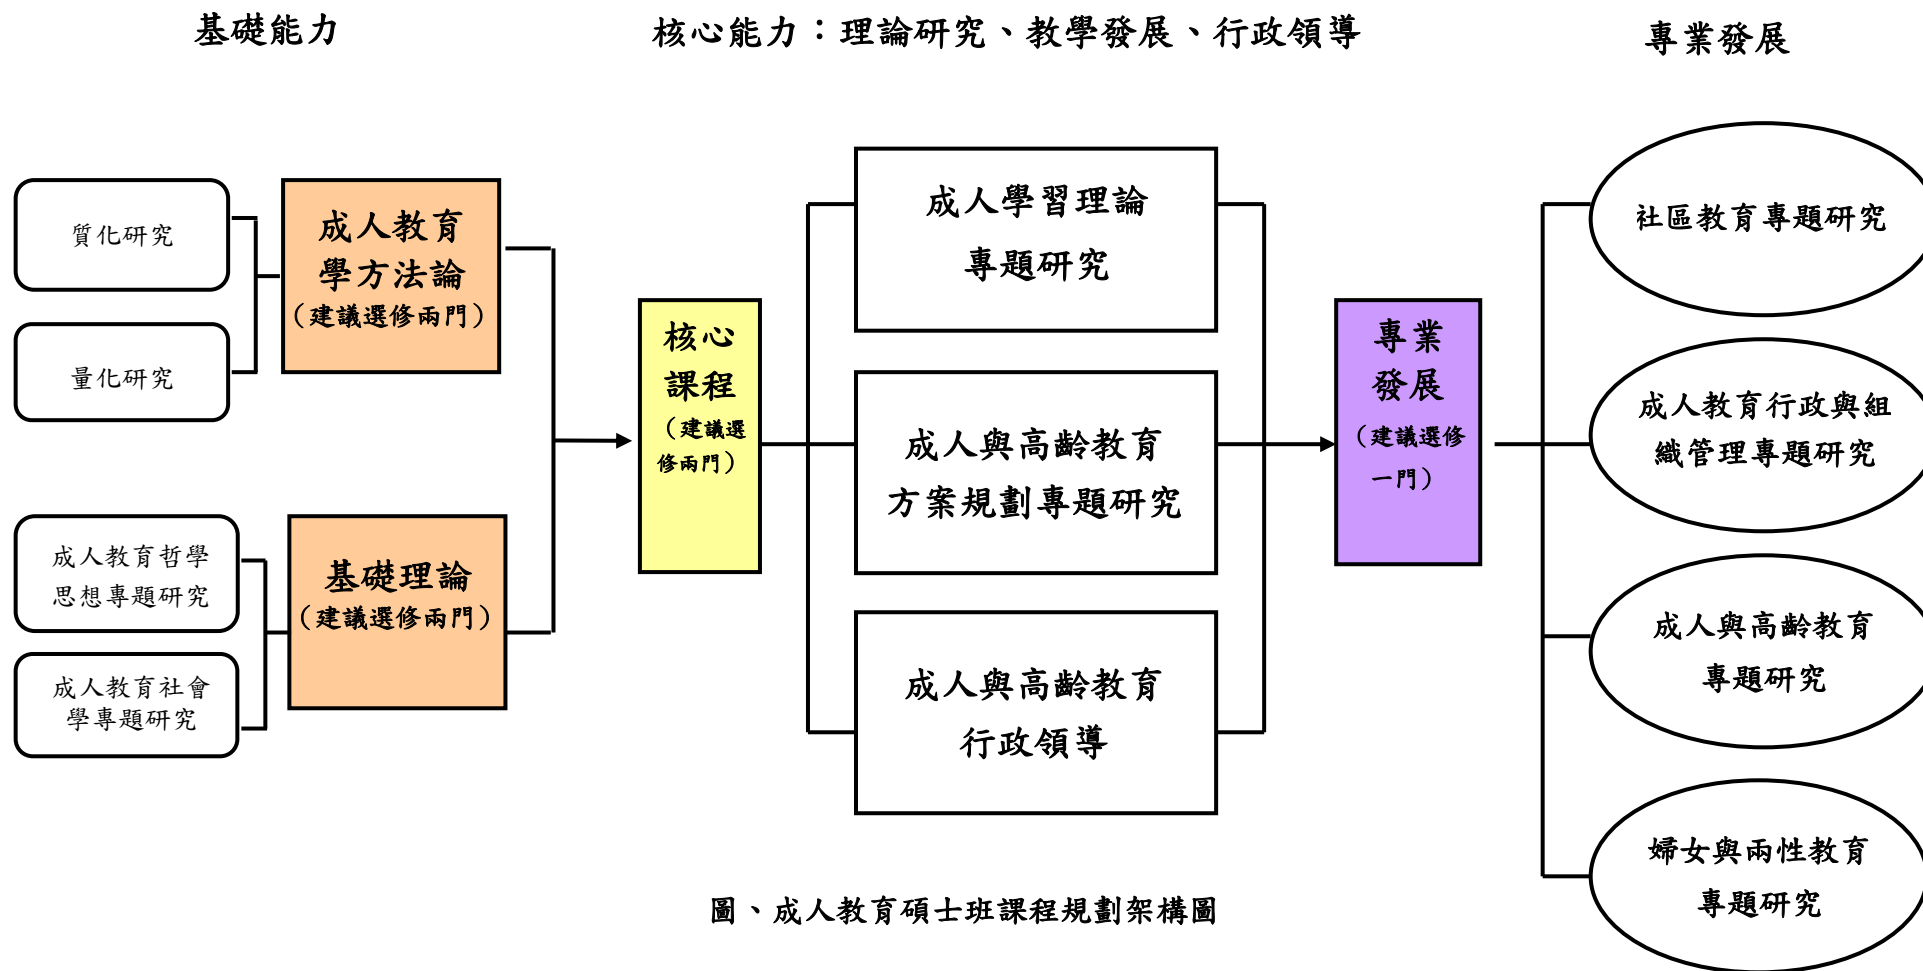 基礎能力
核心能力：理論研究、教學發展、行政領導
專業發展
質化研究
量化研究
成人教育
學方法論
（建議選修兩門）
成人教育哲學
思想專題研究
成人教育社會
學專題研究
基礎理論
（建議選修兩門）
核心
課程
（建議選
修兩門）
成人學習理論
專題研究
成人與高齡教育
方案規劃專題研究
成人與高齡教育
行政領導
專業
發展
（建議選修
一門）
社區教育專題研究
成人教育行政與組
織管理專題研究
成人與高齡教育
專題研究
婦女與兩性教育
專題研究
圖、成人教育碩士班課程規劃架構圖